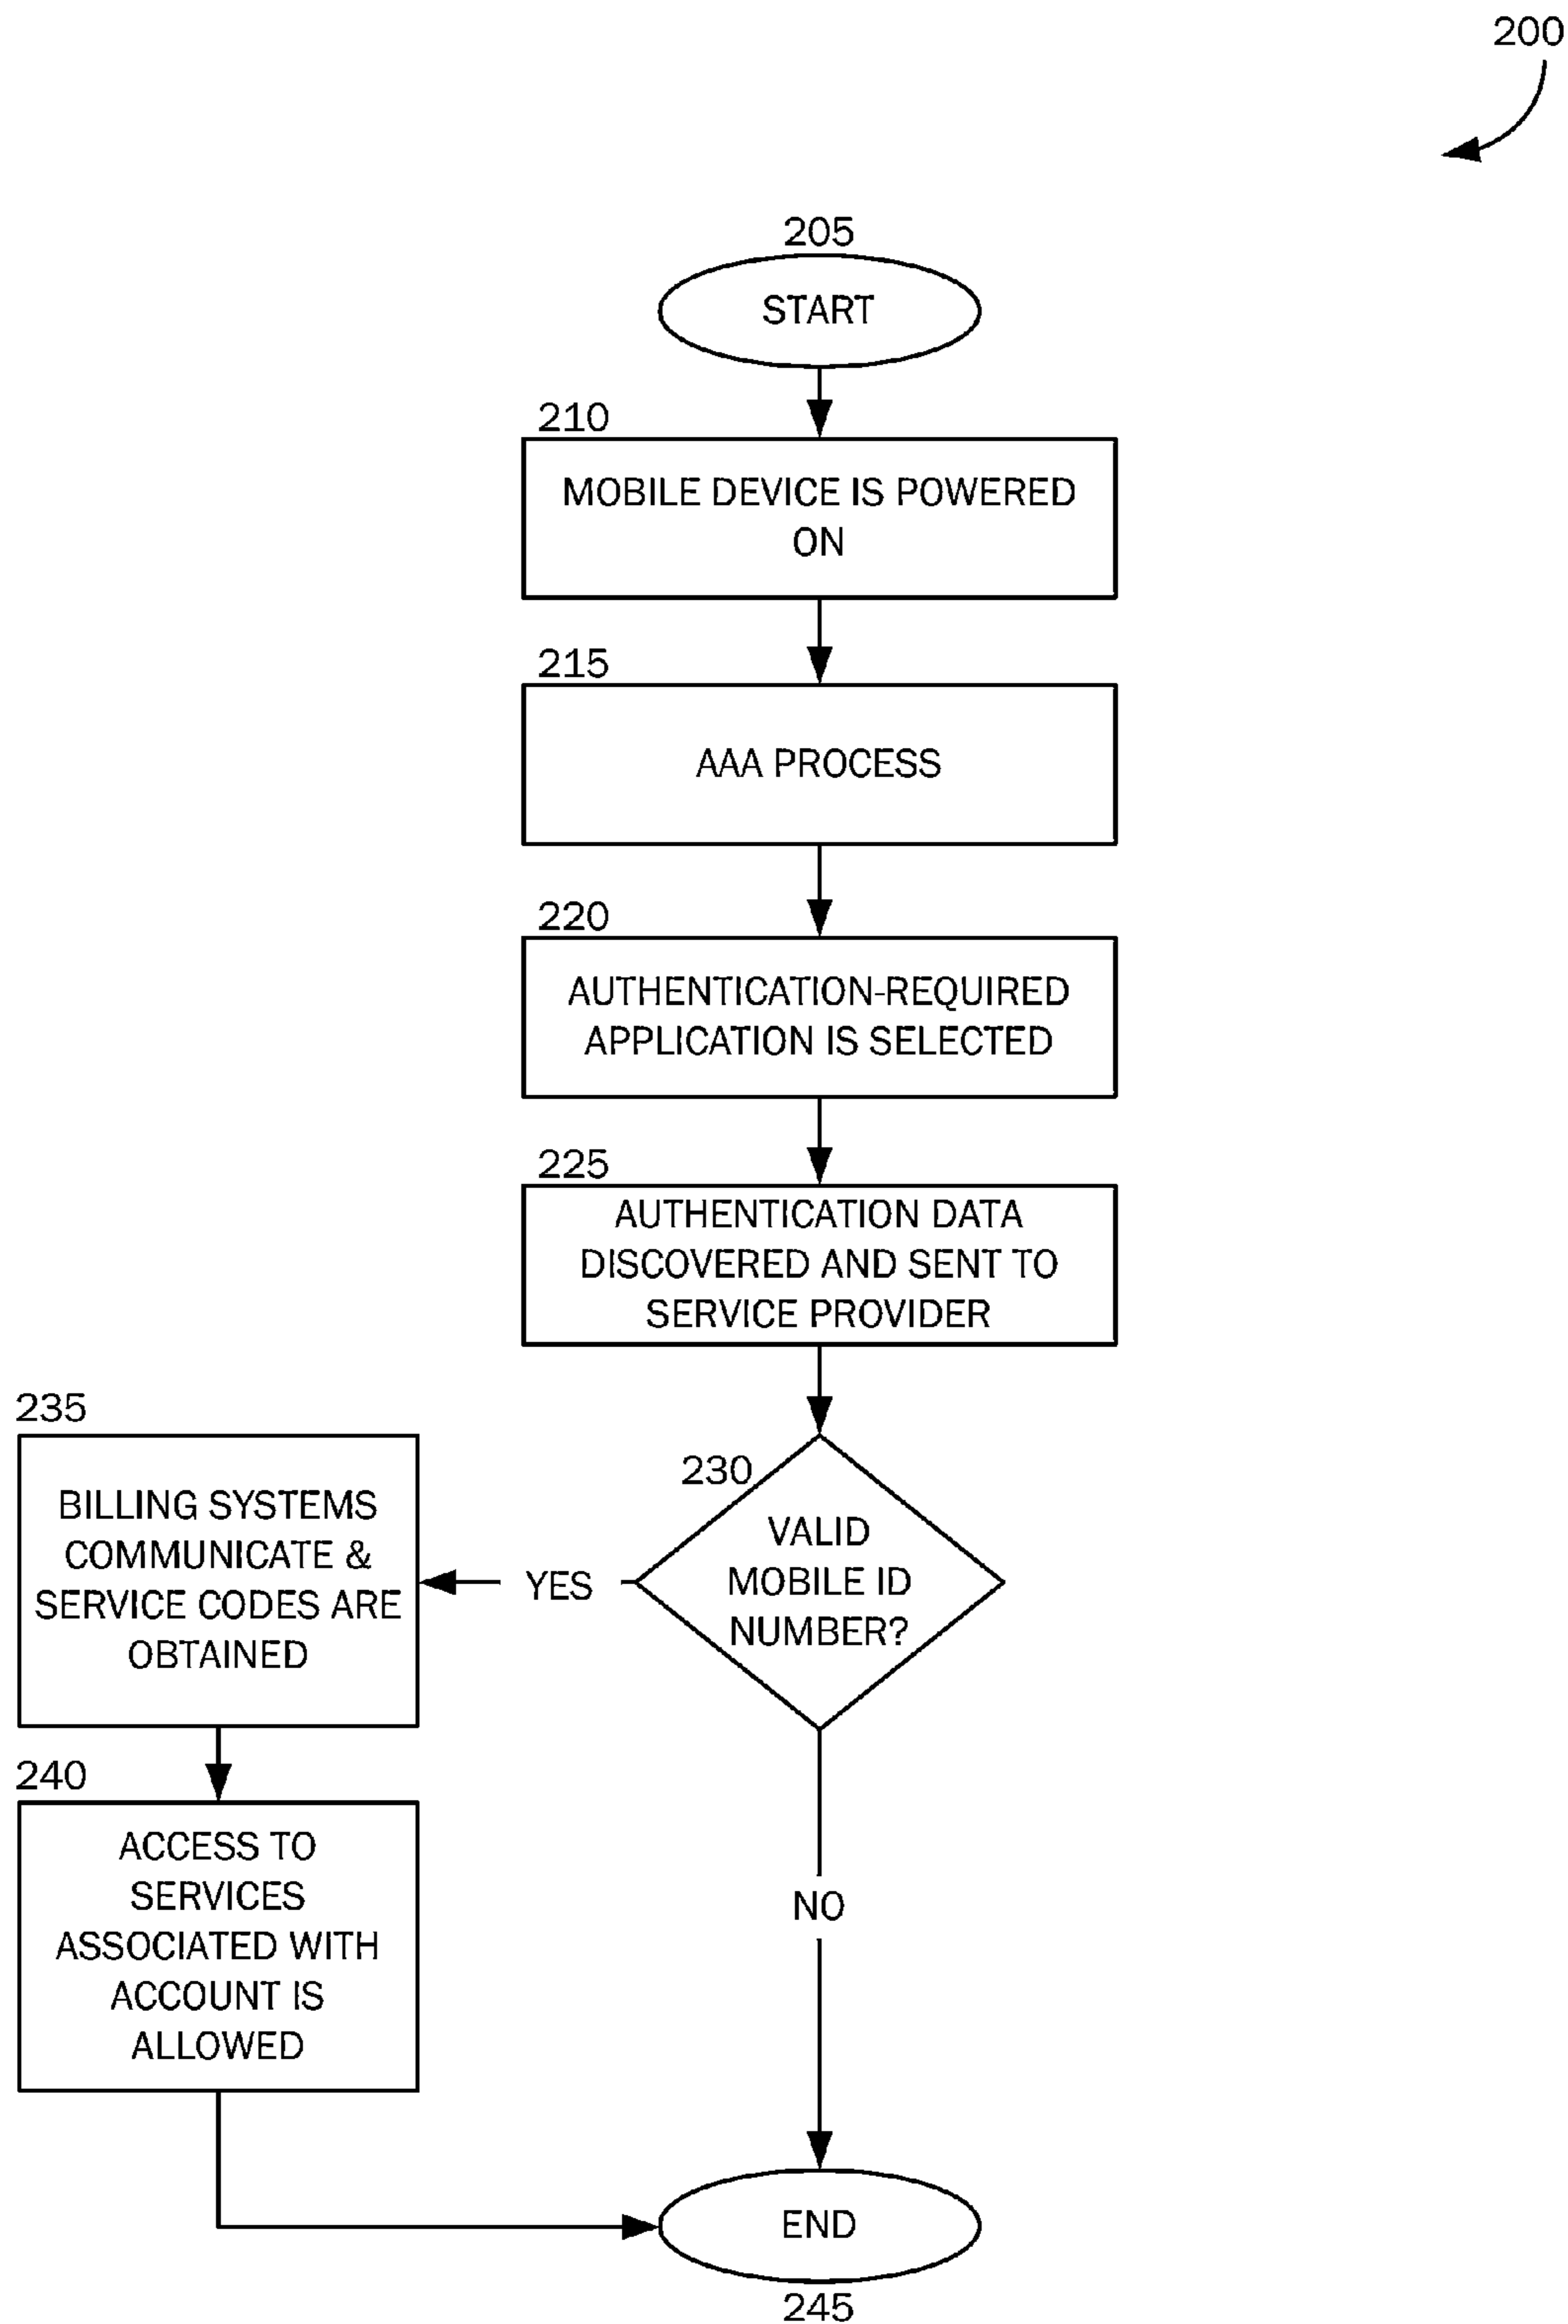 200
205
START
210
MOBILE DEVICE IS POWERED
ON
215
AAA PROCESS
220
AUTHENTICATION-REQUIRED
APPLICATION IS SELECTED
225
AUTHENTICATION DATA
DISCOVERED AND SENT TO
SERVICE PROVIDER
230
VALID
MOBILE ID
NUMBER?
YES
235
BILLING SYSTEMS
COMMUNICATE &
SERVICE CODES ARE
OBTAINED
240
ACCESS TO
SERVICES
ASSOCIATED WITH
ACCOUNT IS
ALLOWED
NO
END
245